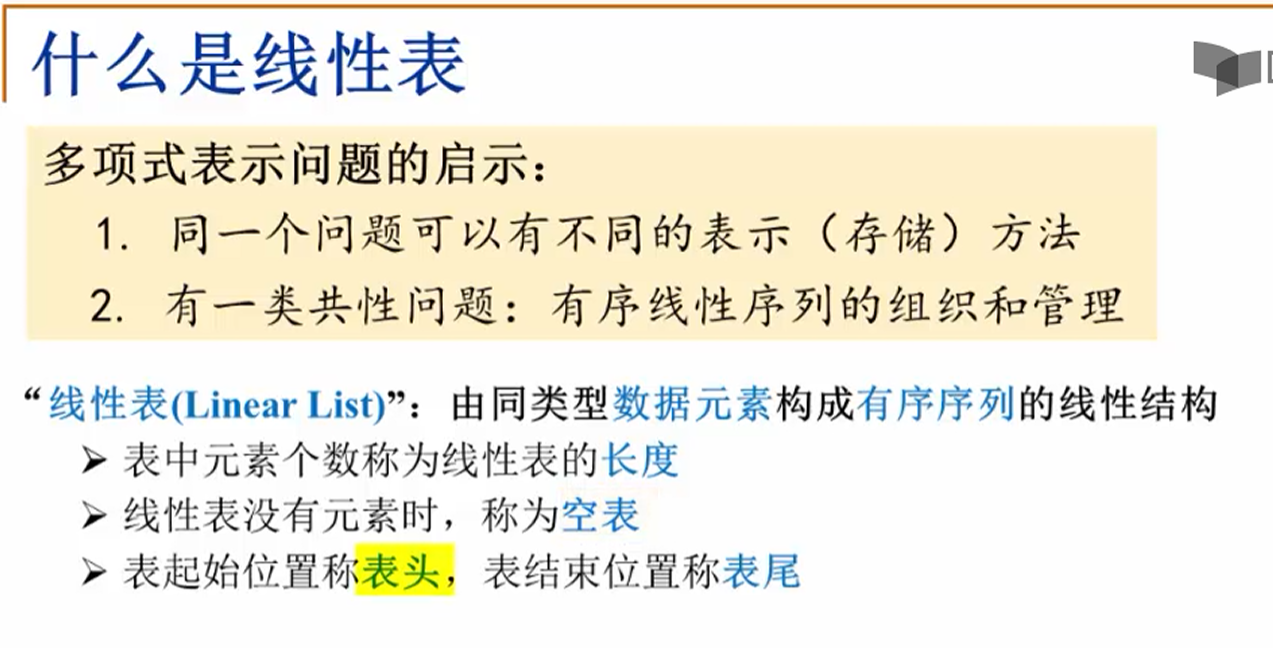 什么是线性表
多项式表示问题的启示：
1. 同一个问题可以有不同的表示（存储）方法
2. 有一类共性问题：有序线性序列的组织和管理
“线性表(Linear List)”：由同类型数据元素构成有序序列的线性结构
➢ 表中元素个数称为线性表的长度
➢ 线性表没有元素时，称为空表
➢ 表起始位置称表头，表结束位置称表尾